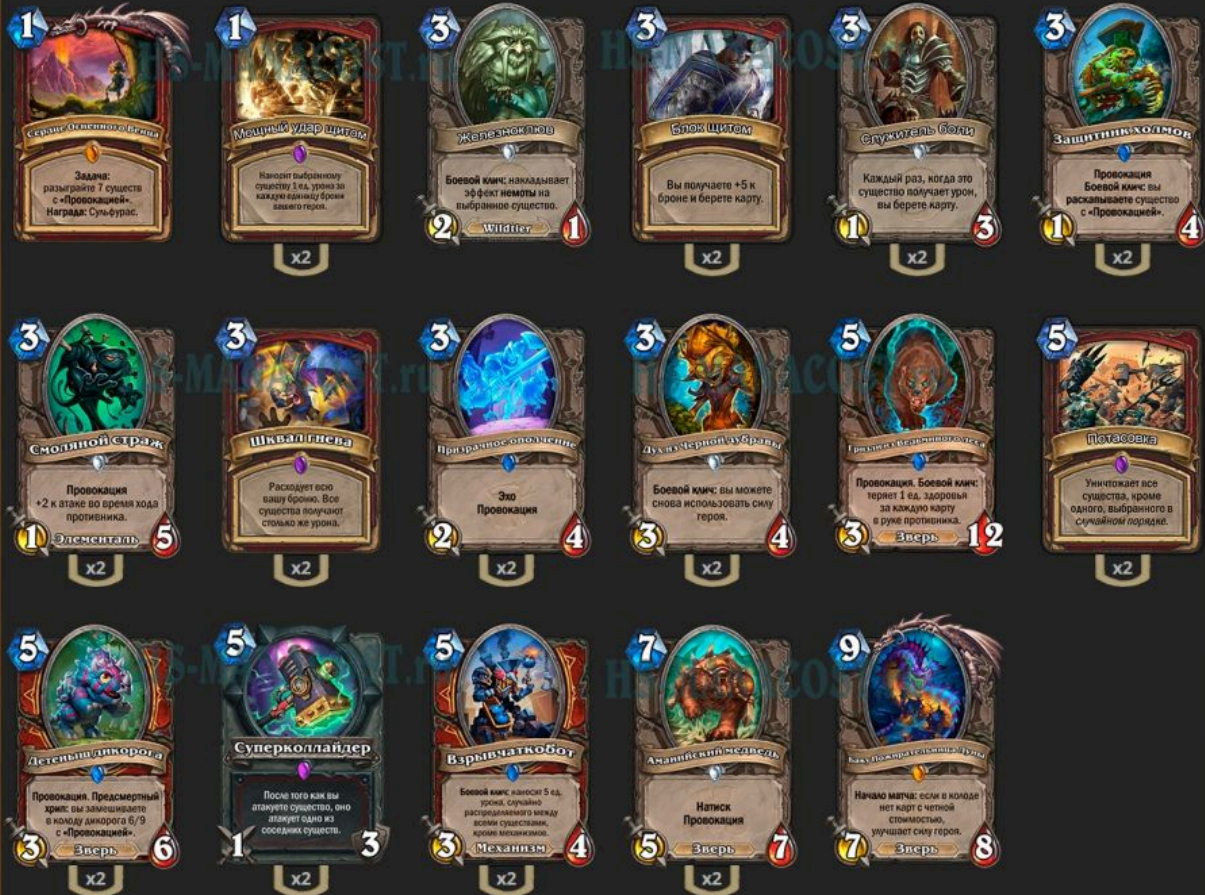 1
Сердце Огненного Венца
Задача:
разыграйте 7 существ
с «Провокацией».
Награда: Сульфурас.
1
Мощный удар щитом
Наносит выбранному
существу 1 ед. урона за
каждую единицу брони
вашего героя.
x2
3
Железноклюв
Боевой клич: накладывает
эффект немоты на
выбранное существо.
2
Wildtier
1
3
Блок щитом
Вы получаете +5 к
броне и берете карту.
x2
3
Служитель боли
Каждый раз, когда это
существо получает урон,
вы берете карту.
1
3
x2
3
Защитник холмов
Провокация
Боевой клич: вы
раскапываете существо
с «Провокацией».
1
4
x2
3
Смоляной страж
Провокация
+2 к атаке во время хода
противника.
1
Элементаль
5
x2
3
Шквал гнева
Расходует всю
вашу броню. Все
существа получают
столько же урона.
x2
3
Призрачное ополчение
Эхо
Провокация
2
4
3
Дух из Черной дубравы
Боевой клич: вы можете
снова использовать силу
героя.
3
4
5
Гризли из Ведьминого леса
Провокация. Боевой клич:
теряет 1 ед. здоровья
за каждую карту
в руке противника.
3
Зверь
12
5
Потасовка
Уничтожает все
существа, кроме
одного, выбранного в
случайном порядке.
x2
5
Детеныш дикорога
Провокация. Предсмертный
хрип: вы замешиваете
в колоду дикорога 6/9
с «Провокацией».
3
Зверь
6
x2
5
Суперколлайдер
После того как вы
атакуете существо, оно
атакует одно из
соседних существ.
1
3
x2
5
Взрывчаткобот
Боевой клич: наносит 5 ед.
урона, случайно
распределяемого между
всеми существами,
кроме механизмов.
3
Механизм
4
x2
7
Аманийский медведь
Натиск
Провокация
5
Зверь
7
x2
9
Баку Пожирательница Луны
Начало матча: если в колоде
нет карт с четной
стоимостью,
улучшает силу героя.
7
Зверь
8